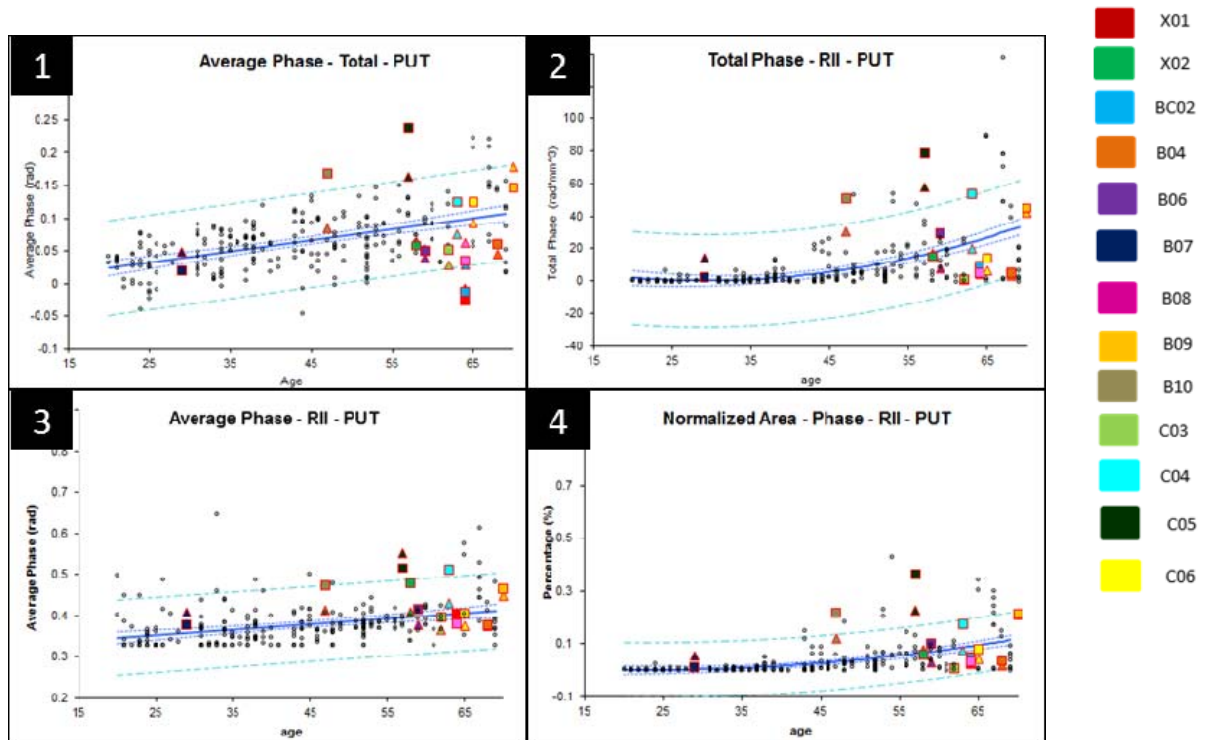 1
Average Phase - Total - PUT
Average Phase (rad)
0.25
0.2
0.15
0.1
0.05
0
-0.05
-0.1
15 25 35 45 55 65
Age
2
Total Phase - RII - PUT
Total Phase (rad*mm^3)
100
80
60
40
20
0
-20
-40
15 25 35 45 55 65
age
3
Average Phase - RII - PUT
Average Phase (rad)
0.8
0.7
0.6
0.5
0.4
0.3
0.2
15 25 35 45 55 65
age
4
Normalized Area - Phase - RII - PUT
Percentage (%)
0.7
0.5
0.3
0.1
-0.1
15 25 35 45 55 65
age
X01
X02
BC02
B04
B06
B07
B08
B09
B10
C03
C04
C05
C06